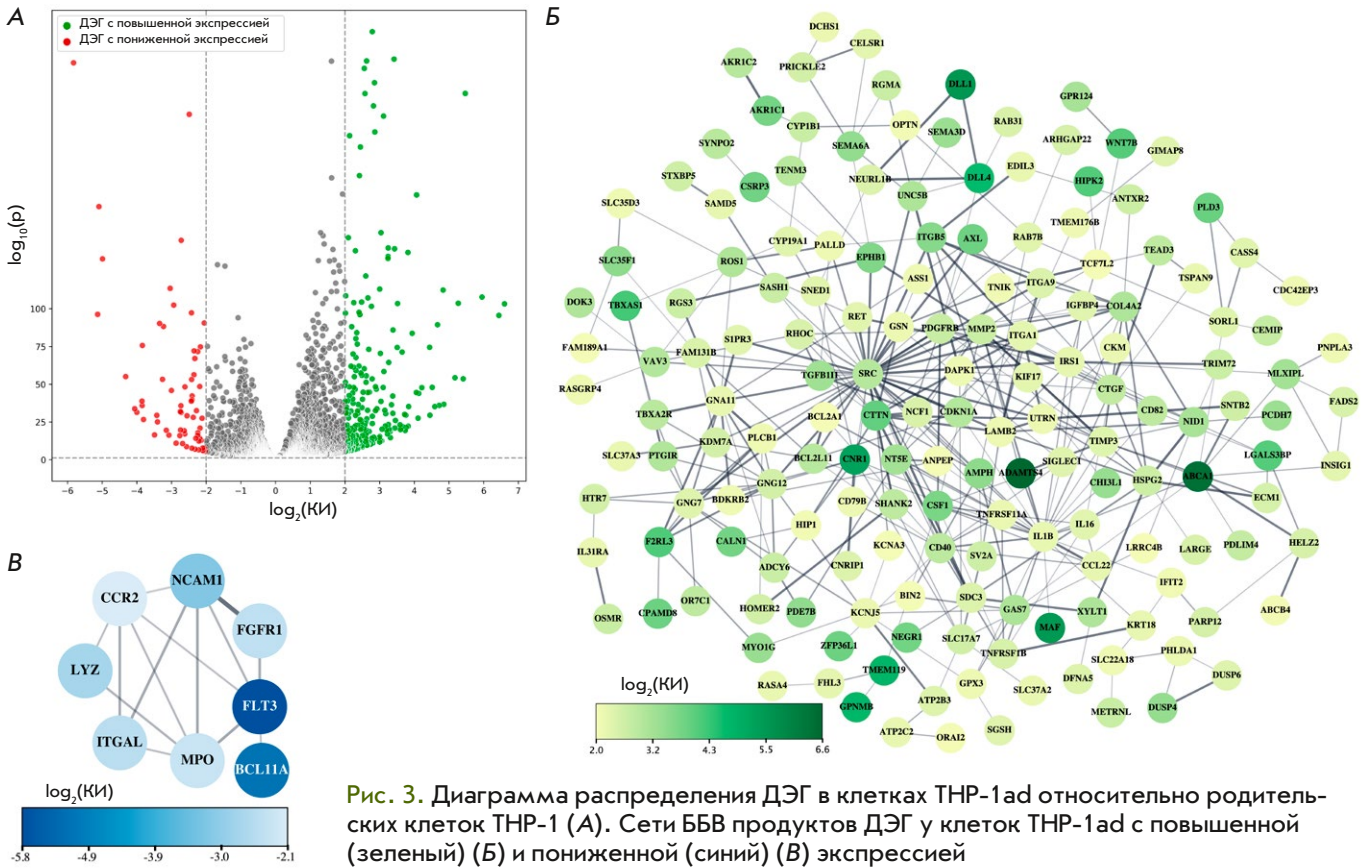 А
ДЭГ с повышенной экспрессией
ДЭГ с пониженной экспрессией
log10(p)
100
75
50
25
0
−6 −5 −4 −3 −2 −1 0 1 2 3 4 5 6 7
log2(КИ)
Б
DCHS1
CELSR1
PRICKLE2
AKR1C2
RGMA
DLL1
GPR124
AKR1C1
CYP1B1
OPTN
RAB31
SEMA3D
ARHGAP22
WNT7B
SYNPO2
SEMA6A
GIMAP8
STXBP5
TENM3
EDIL3
CSRP3
NEURL1B
DLL4
HIPK2
UNC5B
ANTXR2
PLD3
SLC35D3
SAMD5
TMEM176B
CYP19A1
PALLD
ITGB5
AXL
RAB7B
TEAD3
CASS4
SLC35F1
ROS1
EPHB1
ASS1
TCF7L2
TSPAN9
SASH1
SNED1
TNIK
ITGA9
CDC42EP3
DOK3
TBXAS1
RGS3
IGFBP4
COL4A2
SORL1
RET
GSN
PDGFRB
MMP2
ITGA1
CEMIP
RHOC
S1PR3
IRS1
CKM
FAM189A1
FAM131B
VAV3
TRIM72
PNPLA3
SRC
DAPK1
MLXIPL
RASGRP4
TGFB1I1
KIF17
CTGF
GNA11
FADS2
BCL2A1
CTTN
NCF1
CDKN1A
UTRN
CD82
SNTB2
PCDH7
TBXA2R
NID1
LAMB2
KDM7A
PLCB1
TIMP3
SLC37A3
PTGIR
BCL2L11
CNR1
NT5E
ANPEP
SIGLEC1
LGALS3BP
INSIG1
AMPH
ADAMTS4
ABCA1
GNG12
HSPG2
CHI3L1
HTR7
GNG7
BDKRB2
CD79B
SHANK2
CSF1
ECM1
TNFRSF11A
IL16
HIP1
IL1B
F2RL3
CALN1
KCNA3
LRRC4B
LARGE
PDLIM4
HELZ2
IL31RA
CD40
SV2A
ADCY6
CNRIP1
CCL22
IFIT2
OSMR
OR7C1
HOMER2
BIN2
SDC3
CPAMD8
PDE7B
KCNJ5
GAS7
XYLT1
ABCB4
PARP12
MAF
KRT18
MYO1G
ZFP36L1
NEGR1
SLC17A7
TNFRSF1B
PHLDA1
SLC22A18
TMEM119
DUSP6
RASA4
FHL3
GPX3
SLC37A2
DFNA5
ATP2B3
DUSP4
GPNMB
METRNL
SGSH
ATP2C2
ORAI2
log2(КИ)
2.0 3.2 4.3 5.5 6.6
В
NCAM1
CCR2
FGFR1
LYZ
FLT3
ITGAL
MPO
BCL11A
log2(КИ)
-5.8 -4.9 -3.9 -3.0 -2.1
Рис. 3. Диаграмма распределения ДЭГ в клетках THP-1ad относительно родитель-
ских клеток THP-1 (А). Сети ББВ продуктов ДЭГ у клеток THP-1ad с повышенной
(зеленый) (Б) и пониженной (синий) (В) экспрессией